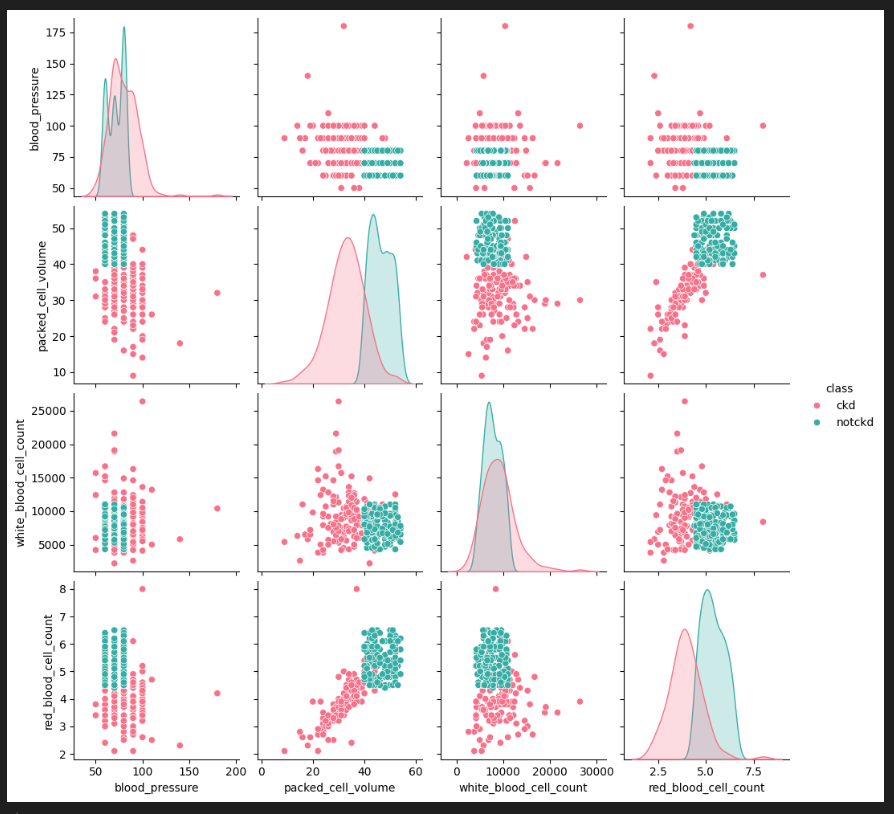 175
150
125
100
75
50
blood_pressure
50
40
30
20
10
packed_cell_volume
class
ckd
notckd
25000
20000
15000
10000
5000
white_blood_cell_count
8
7
6
5
4
3
2
red_blood_cell_count
50 100 150 200
0 20 40 60
0 10000 20000 30000
2.5 5.0 7.5
blood_pressure
packed_cell_volume
white_blood_cell_count
red_blood_cell_count